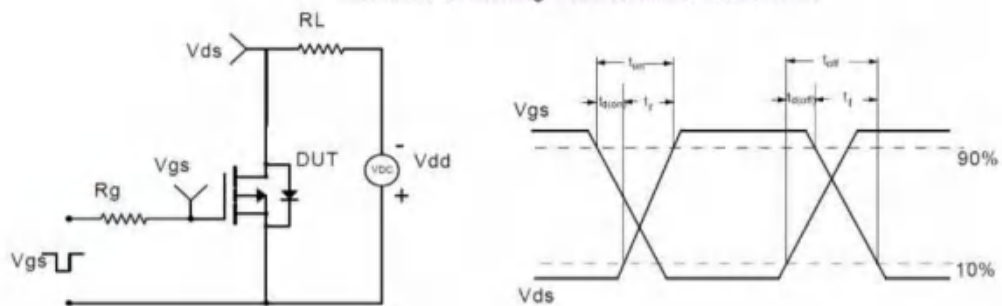 RL
Vds
DUT
-
VDC
Vdd
+
Vgs
Rg
Vgs
ton
toff
td(on)
tr
td(off)
tf
Vgs
90%
10%
Vds